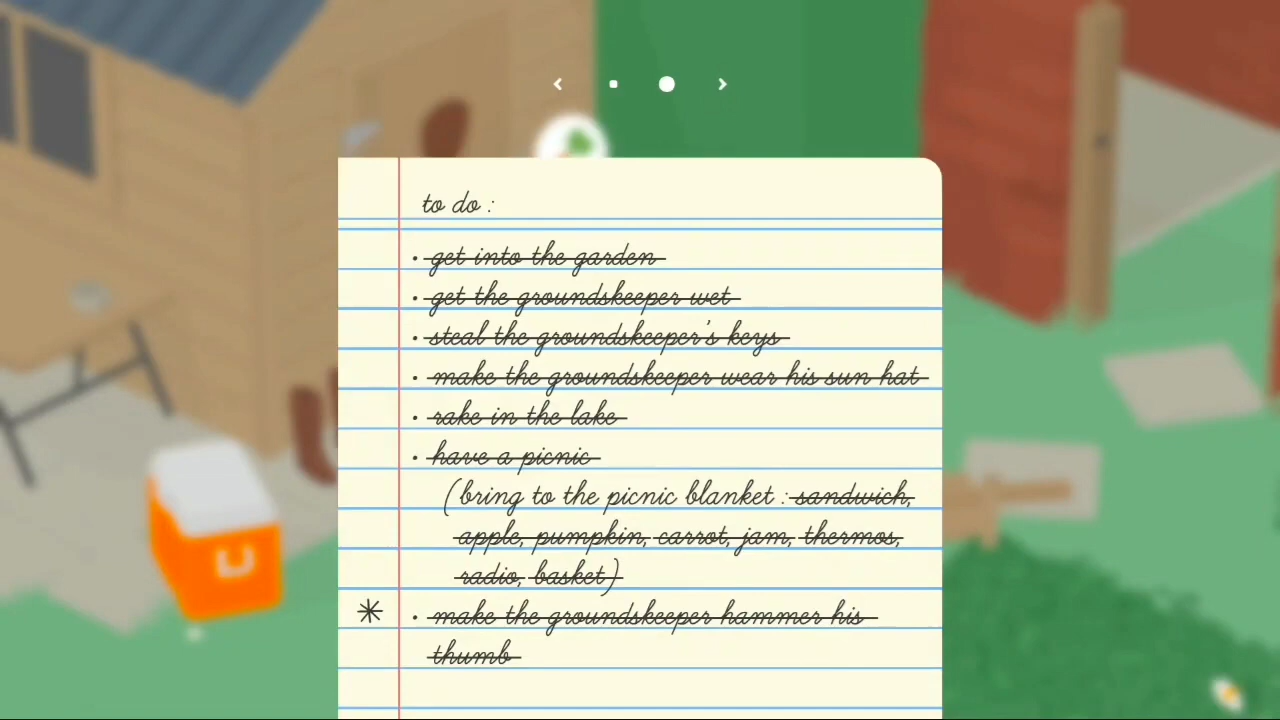 to do :
• get into the garden
• get the groundskeeper wet
• steal the groundskeeper's keys
• make the groundskeeper wear his sun hat
• rake in the lake
• have a picnic
(bring to the picnic blanket : sandwich,
apple, pumpkin, carrot, jam, thermos,
radio, basket)
• make the groundskeeper hammer his
thumb